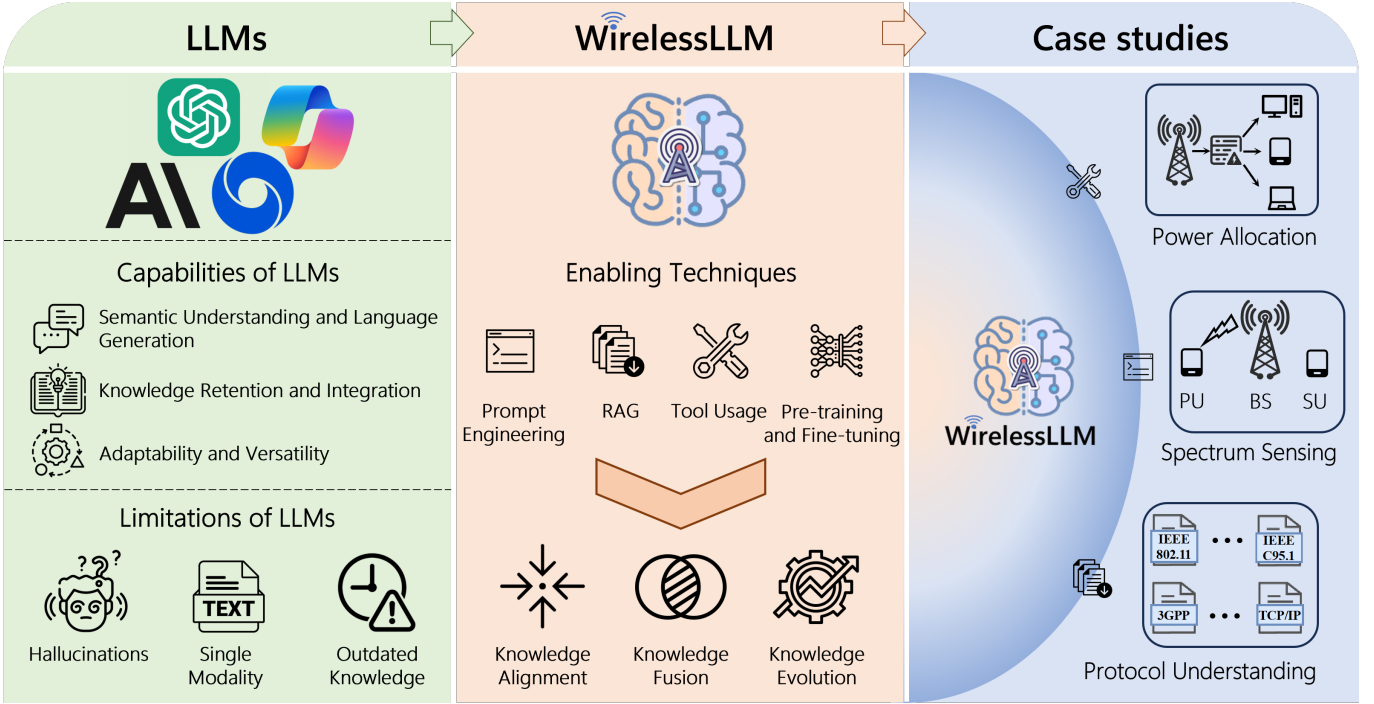 LLMs
WirelessLLM
Case studies
Capabilities of LLMs
Semantic Understanding and Language
Generation
Knowledge Retention and Integration
Adaptability and Versatility
Limitations of LLMs
???
TEXT
Hallucinations
Single
Modality
Outdated
Knowledge
Enabling Techniques
Prompt
Engineering
RAG
Tool Usage
Pre-training
and Fine-tuning
Knowledge
Alignment
Knowledge
Fusion
Knowledge
Evolution
WirelessLLM
Power Allocation
PU
BS
SU
Spectrum Sensing
IEEE
802.11
•••
IEEE
C95.1
3GPP
•••
TCP/IP
Protocol Understanding